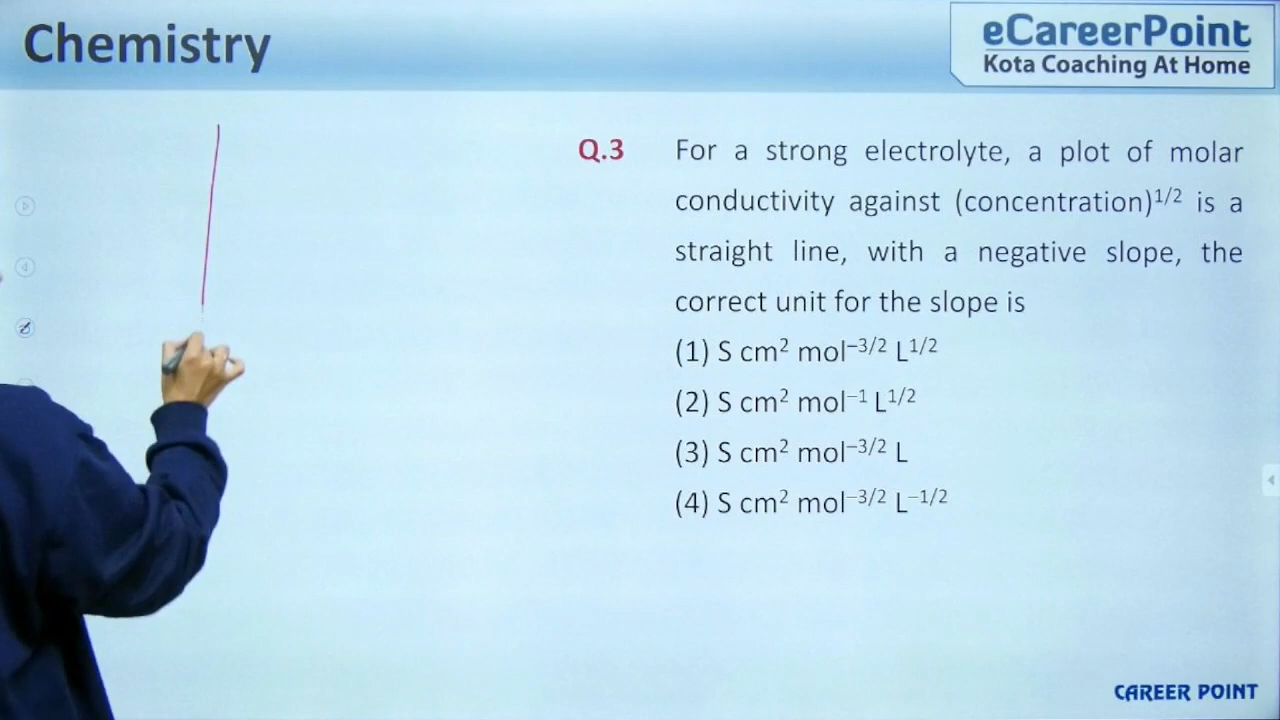 Chemistry
eCareerPoint
Kota Coaching At Home
Q.3 For a strong electrolyte, a plot of molar
conductivity against (concentration)^1/2 is a
straight line, with a negative slope, the
correct unit for the slope is
(1) S cm² mol^−3/2 L^1/2
(2) S cm² mol^−1 L^1/2
(3) S cm² mol^−3/2 L
(4) S cm² mol^−3/2 L^−1/2
CAREER POINT